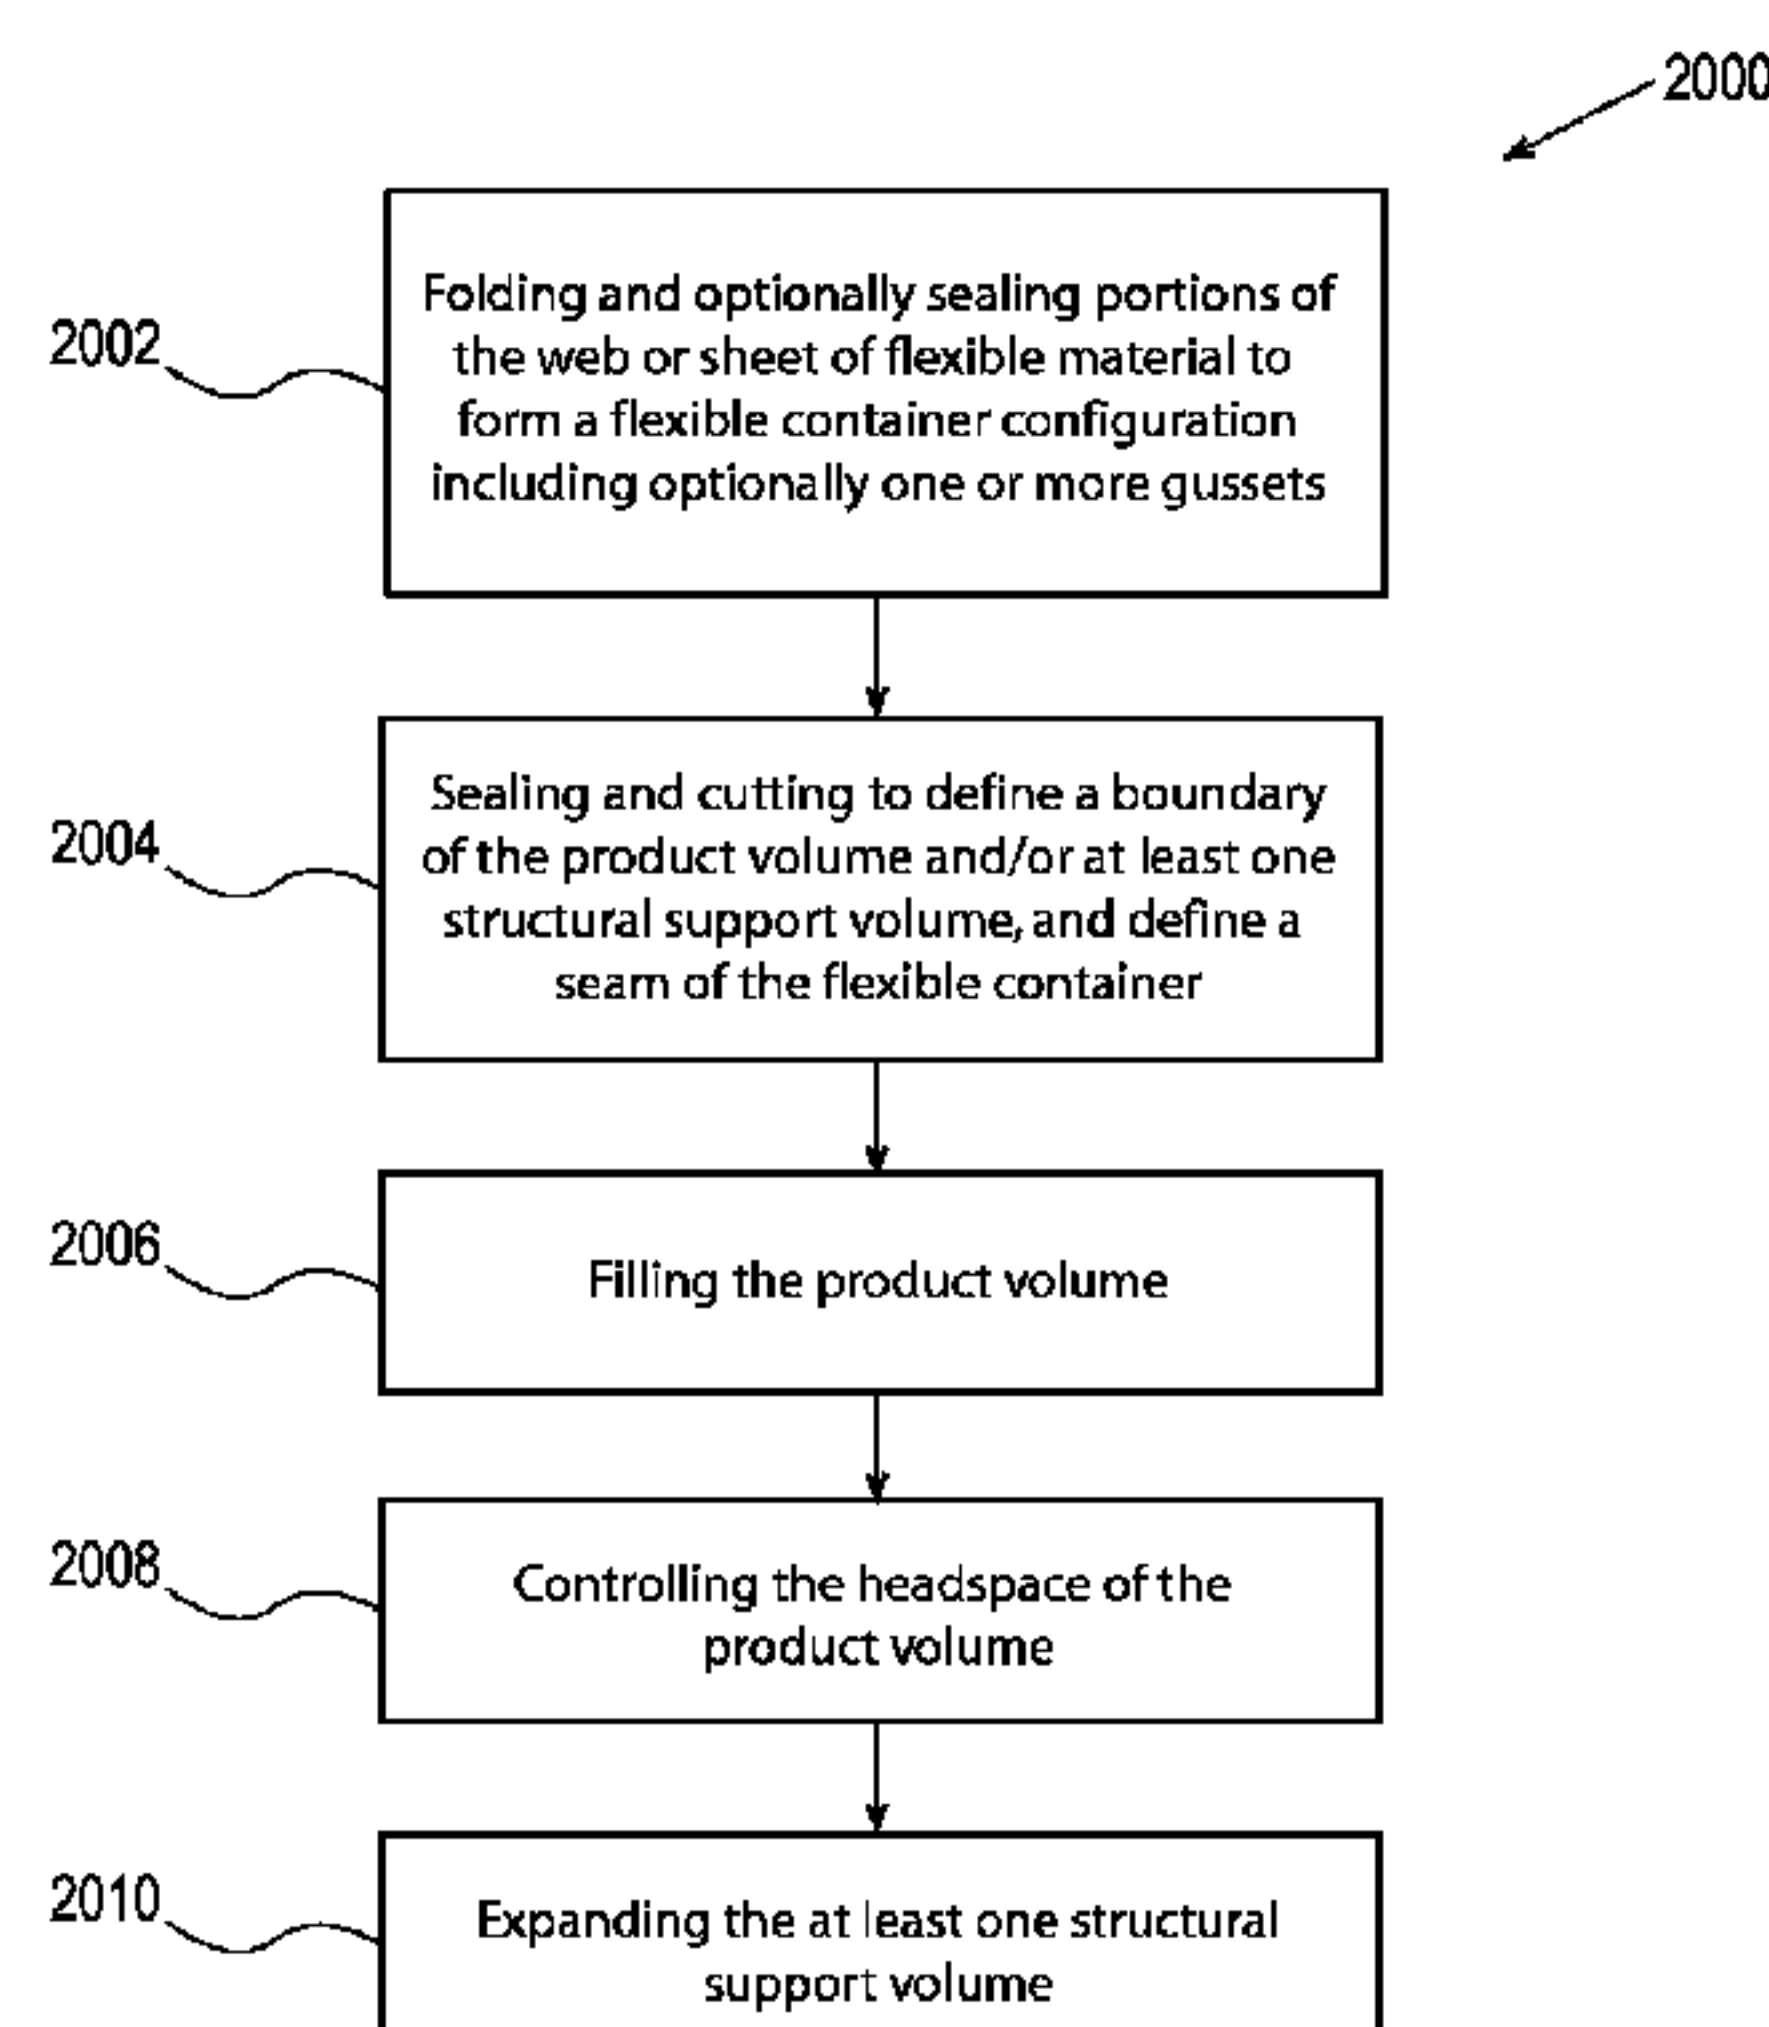 2000
2002
Folding and optionally sealing portions of
the web or sheet of flexible material to
form a flexible container configuration
including optionally one or more gussets
2004
Sealing and cutting to define a boundary
of the product volume and/or at least one
structural support volume, and define a
seam of the flexible container
2006
Filling the product volume
2008
Controlling the headspace of the
product volume
2010
Expanding the at least one structural
support volume